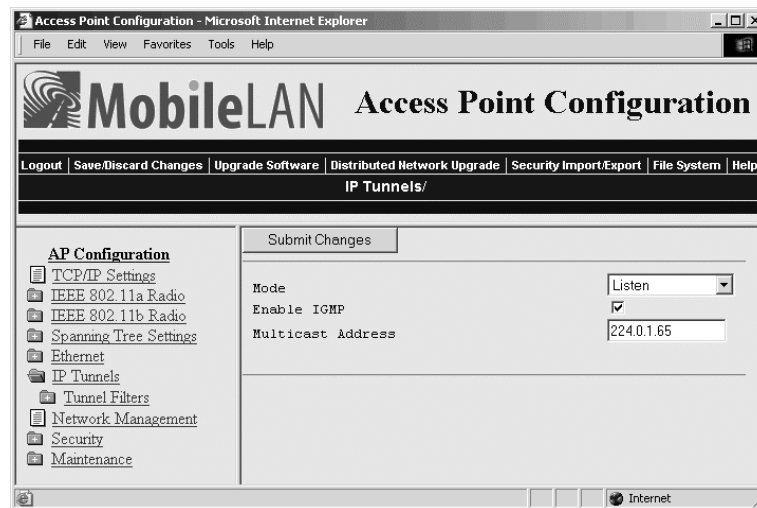 Access Point Configuration - Microsoft Internet Explorer
File Edit View Favorites Tools Help
MobileLAN Access Point Configuration
Logout | Save/Discard Changes | Upgrade Software | Distributed Network Upgrade | Security Import/Export | File System | Help
IP Tunnels/
Submit Changes
AP Configuration
TCP/IP Settings
IEEE 802.11a Radio
IEEE 802.11b Radio
Spanning Tree Settings
Ethernet
IP Tunnels
Tunnel Filters
Network Management
Security
Maintenance
Mode Listen
Enable IGMP
Multicast Address 224.0.1.65
Internet